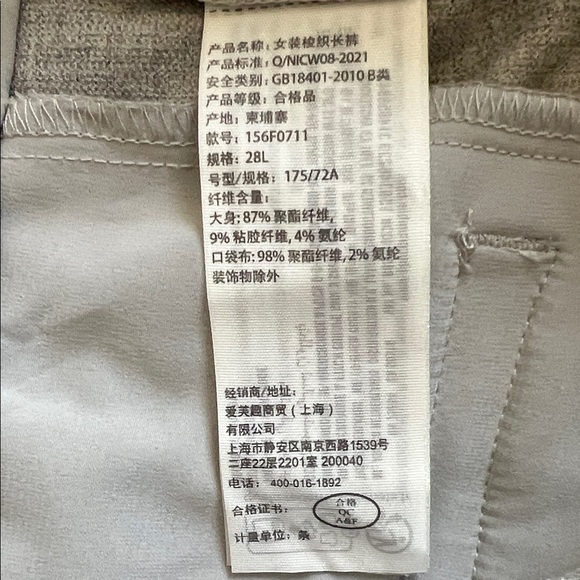 产品名称: 女装梭织长裤
产品标准: Q/NICW08-2021
安全类别: GB18401-2010 B类
产品等级: 合格品
产地: 柬埔寨
款号: 156F0711
规格: 28L
号型/规格: 175/72A
纤维含量:
大身: 87% 聚酯纤维,
9% 粘胶纤维, 4% 氨纶
口袋布: 98% 聚酯纤维, 2% 氨纶
装饰物除外
经销商/地址:
爱芙趣商贸 ( 上海 )
有限公司
上海市静安区南京西路1539号
二座22层2201室 200040
电话: 400-016-1892
合格证书: 合格
QC
A&F
计量单位: 条